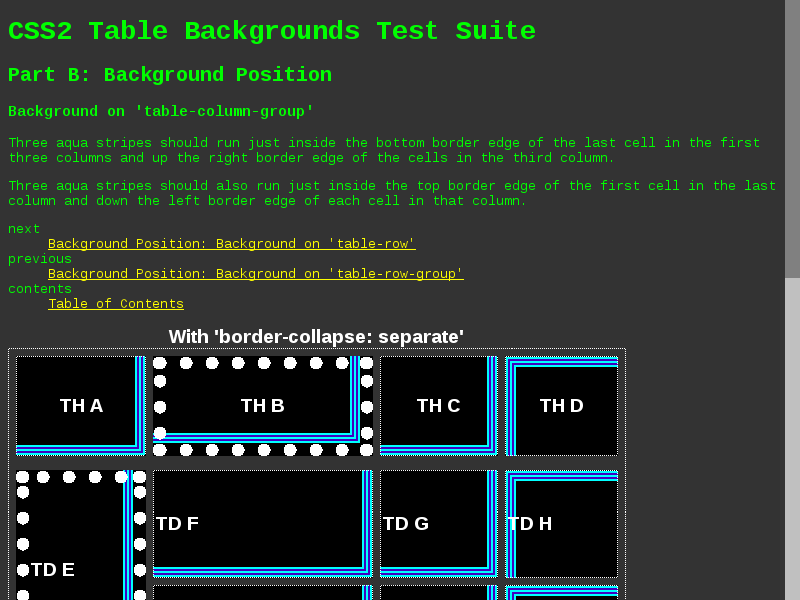 CSS2 Table Backgrounds Test Suite
Part B: Background Position
Background on 'table-column-group'
Three aqua stripes should run just inside the bottom border edge of the last cell in the first
three columns and up the right border edge of the cells in the third column.
Three aqua stripes should also run just inside the top border edge of the first cell in the last
column and down the left border edge of each cell in that column.
next
Background Position: Background on 'table-row'
previous
Background Position: Background on 'table-row-group'
contents
Table of Contents
With 'border-collapse: separate'
TH A TH B TH C TH D
TD F TD G TD H
TD E